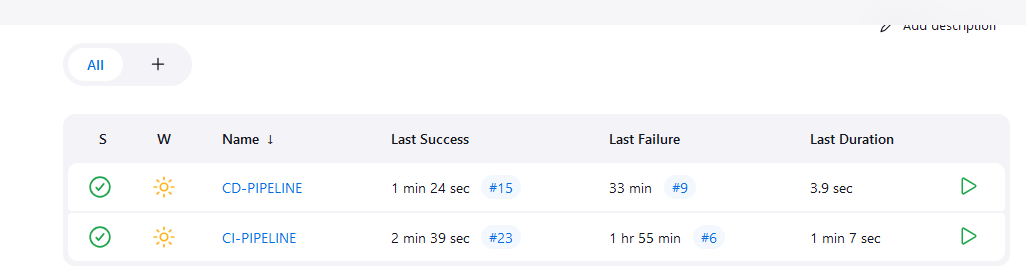 Add description
All +
S W Name ↓ Last Success Last Failure Last Duration
CD-PIPELINE 1 min 24 sec #15 33 min #9 3.9 sec
CI-PIPELINE 2 min 39 sec #23 1 hr 55 min #6 1 min 7 sec